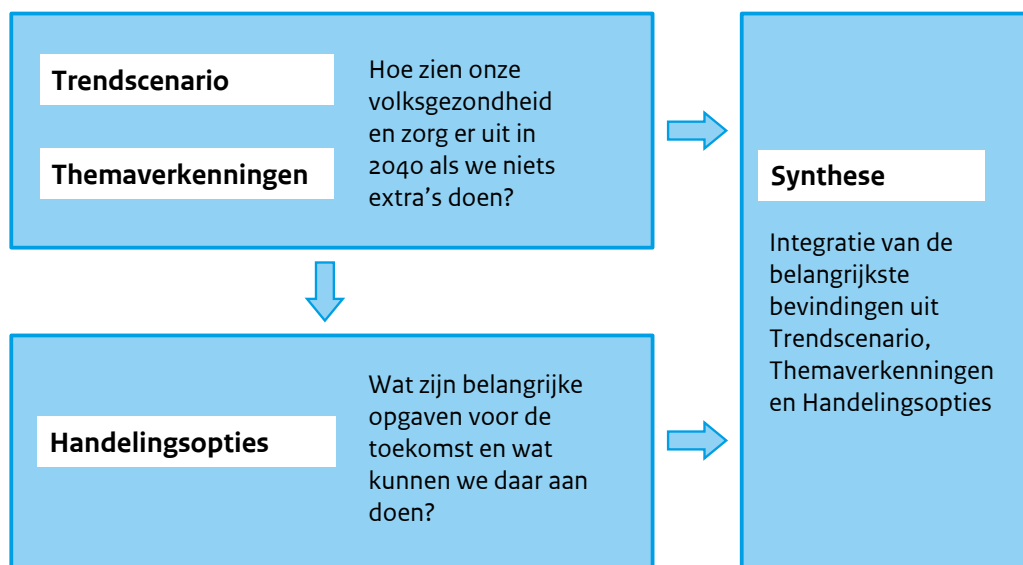 Trendscenario
Themaverkenningen
Hoe zien onze
volksgezondheid
en zorg er uit in
2040 als we niets
extra's doen?
Handelingsopties
Wat zijn belangrijke
opgaven voor de
toekomst en wat
kunnen we daar aan
doen?
Synthese
Integratie van de
belangrijkste
bevindingen uit
Trendscenario,
Themaverkenningen
en Handelingsopties